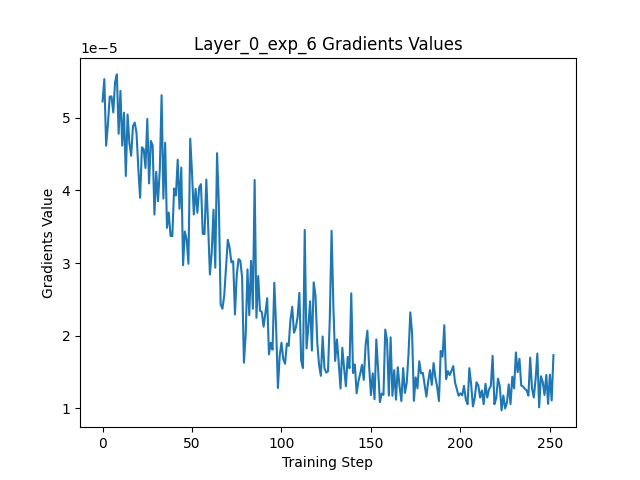 Layer_0_exp_6 Gradients Values
1e−5
5
4
3
2
1
Gradients Value
0 50 100 150 200 250
Training Step